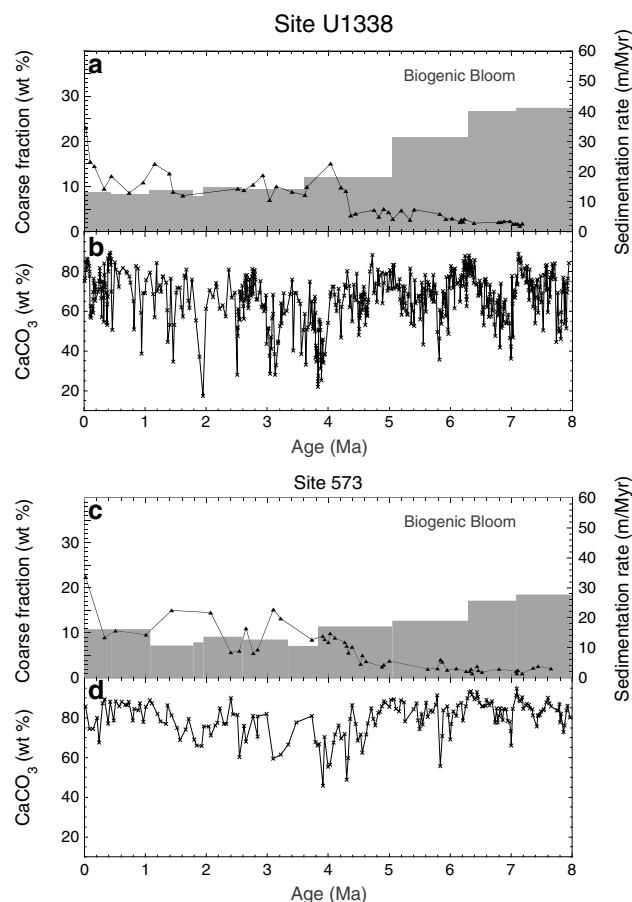 Site U1338
a
Biogenic Bloom
Coarse fraction (wt %)
30
20
10
0
60
50
40
30
20
10
0
Sedimentation rate (m/Myr)
b
CaCO3 (wt %)
80
60
40
20
0 1 2 3 4 5 6 7 8
Age (Ma)
Site 573
c
Biogenic Bloom
Coarse fraction (wt %)
30
20
10
0
60
50
40
30
20
10
0
Sedimentation rate (m/Myr)
d
CaCO3 (wt %)
80
60
40
20
0 1 2 3 4 5 6 7 8
Age (Ma)